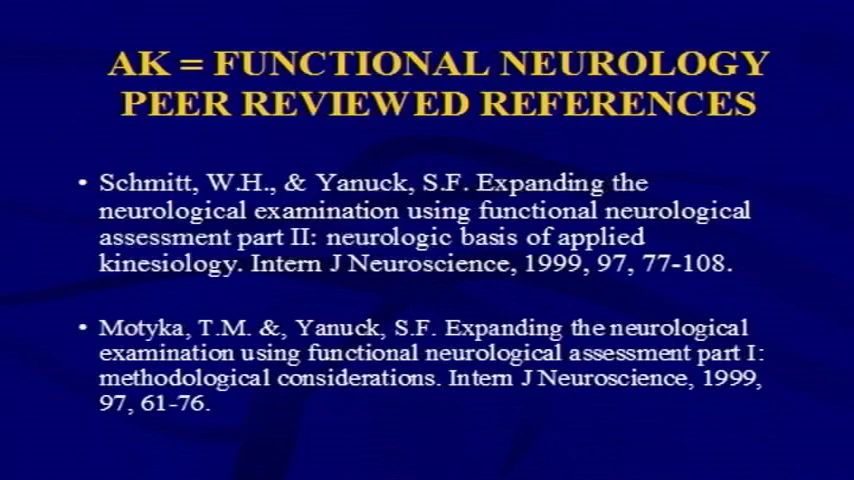 AK = FUNCTIONAL NEUROLOGY
PEER REVIEWED REFERENCES
• Schmitt, W.H., & Yanuck, S.F. Expanding the
neurological examination using functional neurological
assessment part II: neurologic basis of applied
kinesiology. Intern J Neuroscience, 1999, 97, 77-108.
• Motyka, T.M. &, Yanuck, S.F. Expanding the neurological
examination using functional neurological assessment part I:
methodological considerations. Intern J Neuroscience, 1999,
97, 61-76.